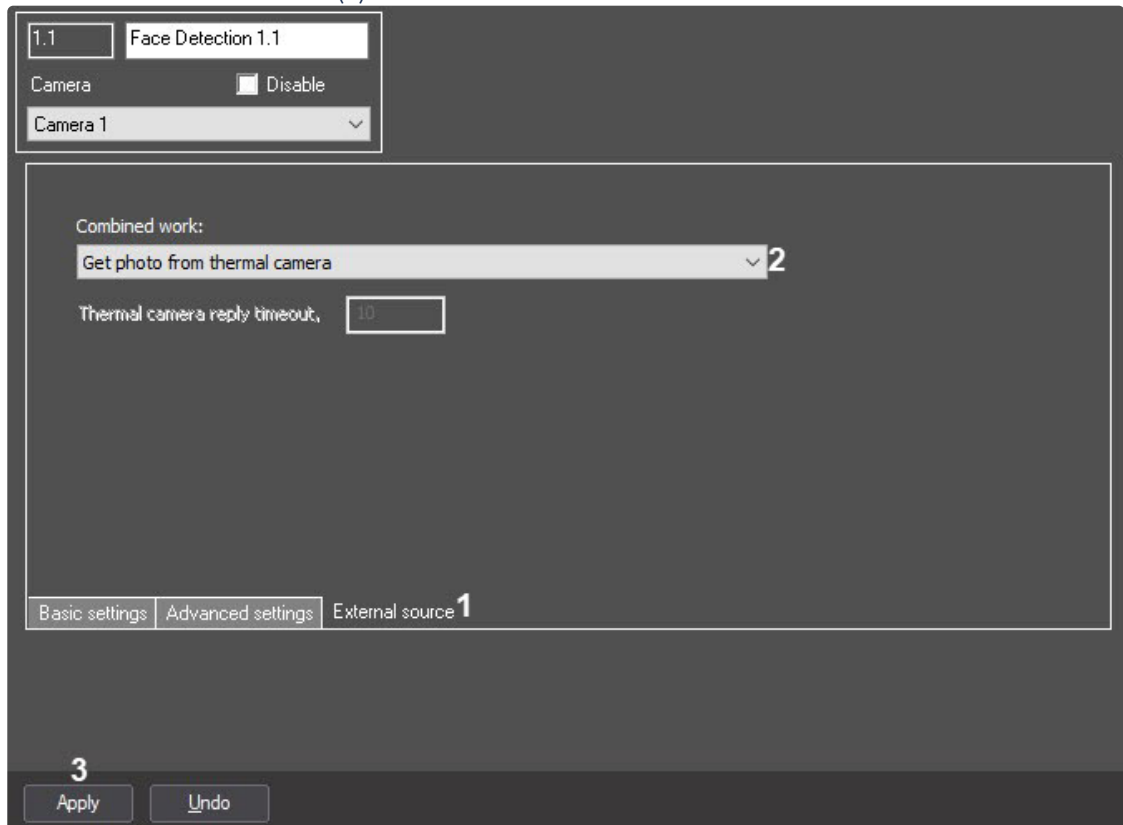 1.1 Face Detection 1.1
Camera Disable
Camera 1
Combined work:
Get photo from thermal camera 2
Thermal camera reply timeout, 10
Basic settings Advanced settings External source 1
3
Apply Undo